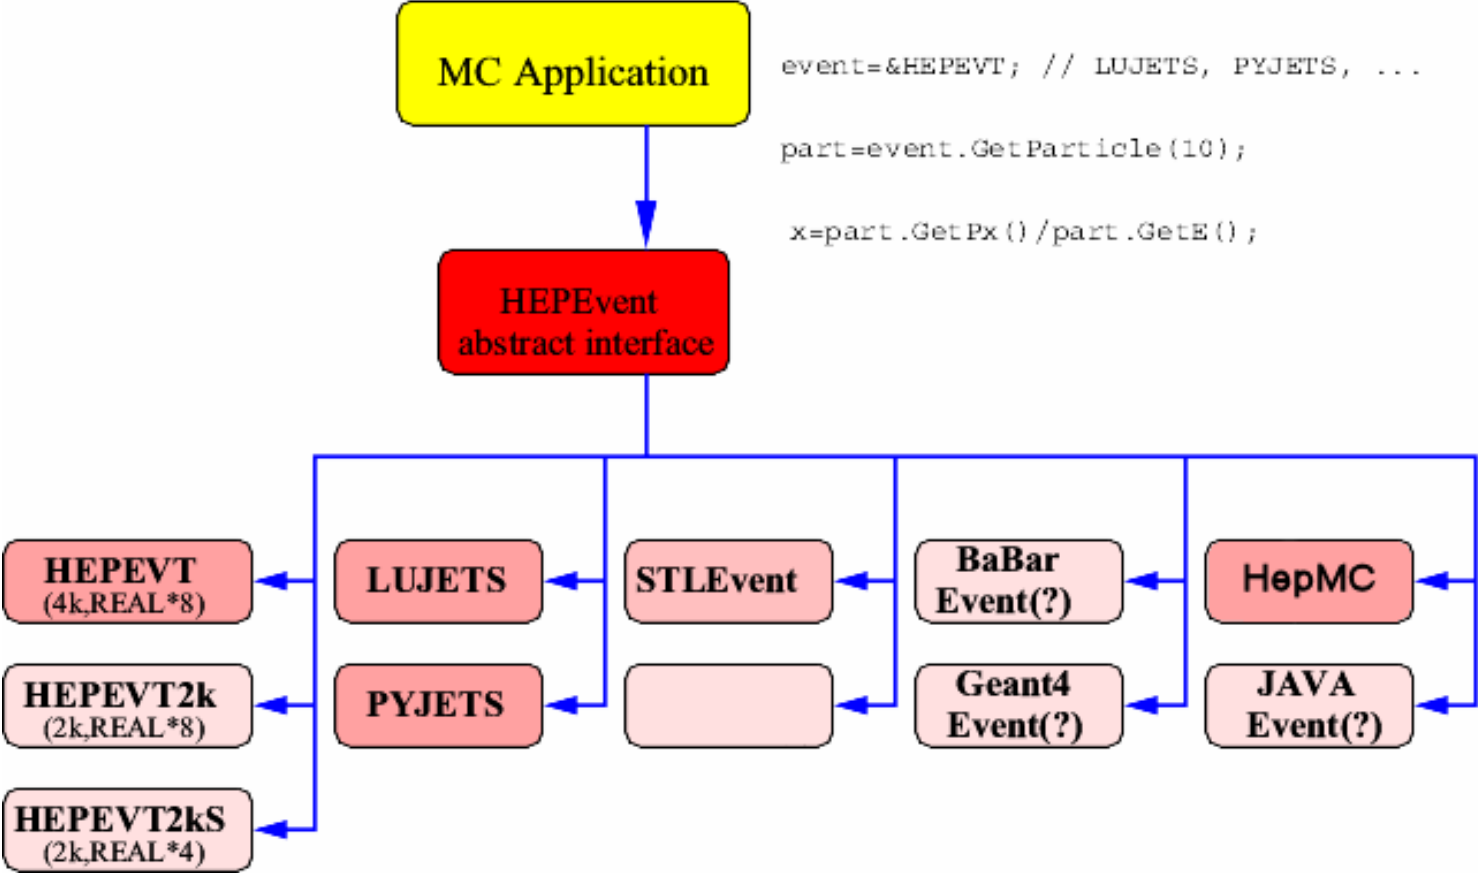 MC Application
event=&HEPEVT; // LUJETS, PYJETS, ...
part=event.GetParticle(10);
x=part.GetPx()/part.GetE();
HEPEvent
abstract interface
HEPEVT
(4k,REAL*8)
LUJETS
STLEvent
BaBar
Event(?)
HepMC
HEPEVT2k
(2k,REAL*8)
PYJETS
Geant4
Event(?)
JAVA
Event(?)
HEPEVT2kS
(2k,REAL*4)